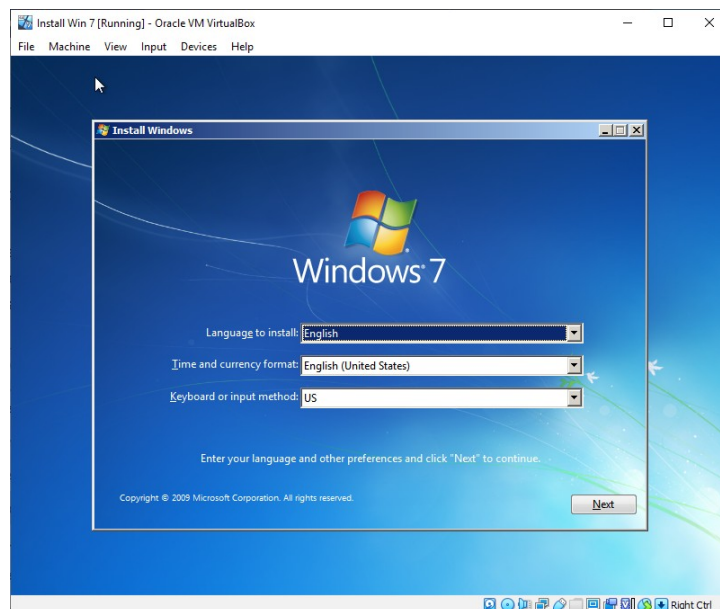 Install Win 7 [Running] - Oracle VM VirtualBox
File Machine View Input Devices Help
Install Windows
Windows 7
Language to install: English
Time and currency format: English (United States)
Keyboard or input method: US
Enter your language and other preferences and click "Next" to continue.
Copyright © 2009 Microsoft Corporation. All rights reserved.
Next
Right Ctrl